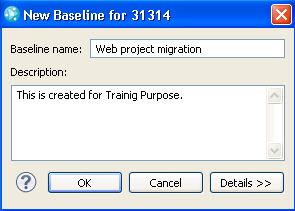 New Baseline for 31314
Baseline name: Web project migration
Description:
This is created for Trainig Purpose.
? OK Cancel Details >>